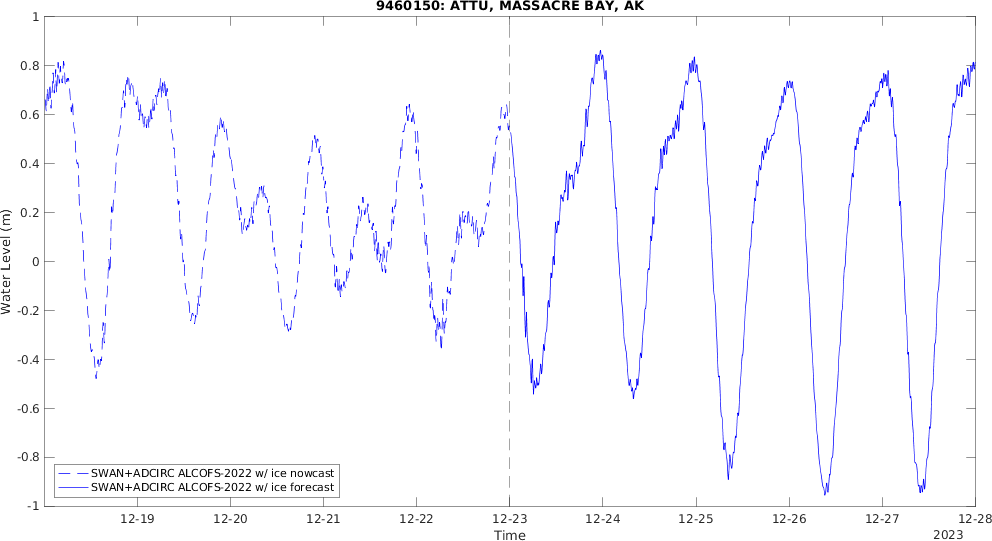 9460150: ATTU, MASSACRE BAY, AK
1
0.8
0.6
0.4
0.2
0
-0.2
-0.4
-0.6
-0.8
-1
Water Level (m)
SWAN+ADCIRC ALCOFS-2022 w/ ice nowcast
SWAN+ADCIRC ALCOFS-2022 w/ ice forecast
12-19 12-20 12-21 12-22 12-23 12-24 12-25 12-26 12-27 12-28
Time
2023